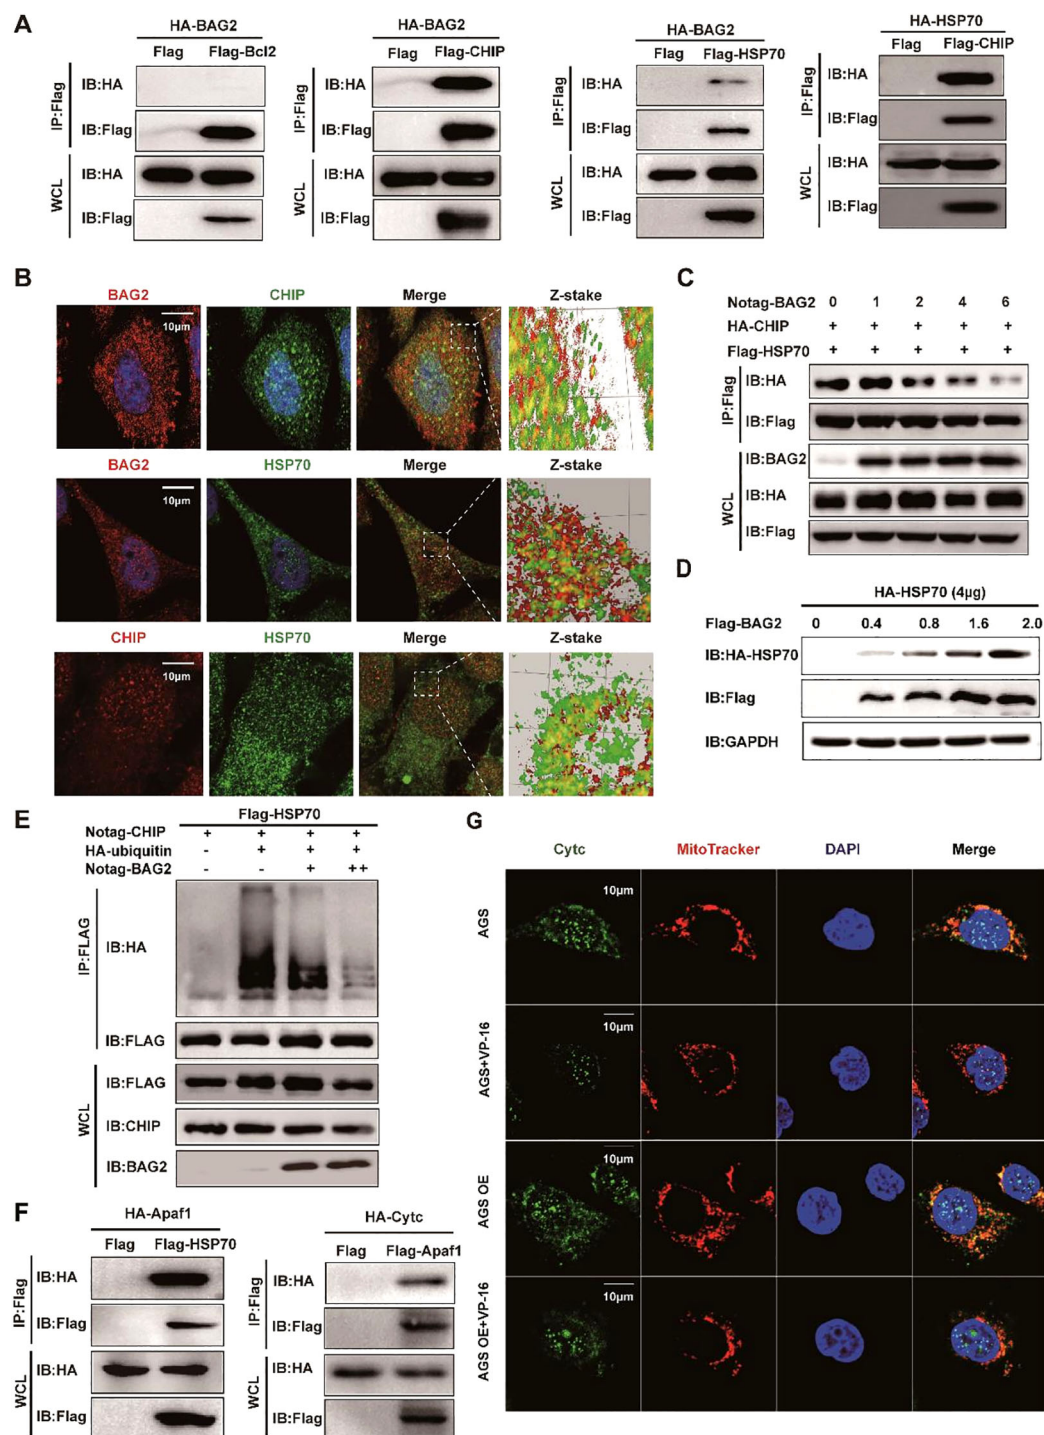 A
HA-BAG2
Flag Flag-Bcl2
IP:Flag
IB:HA
IB:Flag
WCL
IB:HA
IB:Flag
HA-BAG2
Flag Flag-CHIP
IP:Flag
IB:HA
IB:Flag
WCL
IB:HA
IB:Flag
HA-BAG2
Flag Flag-HSP70
IP:Flag
IB:HA
IB:Flag
WCL
IB:HA
IB:Flag
HA-HSP70
Flag Flag-CHIP
IP:Flag
IB:HA
IB:Flag
WCL
IB:HA
IB:Flag
B
BAG2 CHIP Merge Z-stake
10μm
BAG2 HSP70 Merge Z-stake
10μm
CHIP HSP70 Merge Z-stake
10μm
C
Notag-BAG2 0 1 2 4 6
HA-CHIP + + + + +
Flag-HSP70 + + + + +
IP:Flag
IB:HA
IB:Flag
WCL
IB:BAG2
IB:HA
IB:Flag
D
HA-HSP70 (4μg)
Flag-BAG2 0 0.4 0.8 1.6 2.0
IB:HA-HSP70
IB:Flag
IB:GAPDH
E
Flag-HSP70
Notag-CHIP + + + +
HA-ubiquitin - + + +
Notag-BAG2 - - + ++
IP:FLAG
IB:HA
IB:FLAG
WCL
IB:FLAG
IB:CHIP
IB:BAG2
F
HA-Apaf1
Flag Flag-HSP70
IP:Flag
IB:HA
IB:Flag
WCL
IB:HA
IB:Flag
HA-Cytc
Flag Flag-Apaf1
IP:Flag
IB:HA
IB:Flag
WCL
IB:HA
IB:Flag
G
Cytc MitoTracker DAPI Merge
AGS
10μm
AGS+VP-16
10μm
AGS OE
10μm
AGS OE+VP-16
10μm